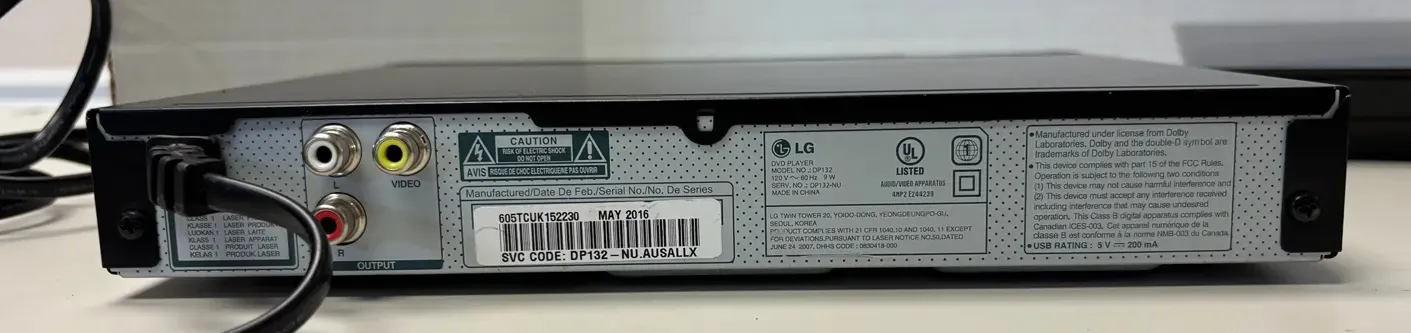 CLASS 1 LASER PRODUK
KLASSE 1 LASER PRODUK
LUOKAN 1 LASER LAITE
KLASS 1 LASER APPARAT
CLASSE 1 PRODUIT LASER
KELAS 1 PRODUK LASER
L
VIDEO
R
OUTPUT
CAUTION
RISK OF ELECTRIC SHOCK
DO NOT OPEN
AVIS
RISQUE DE CHOC ELECTRIQUE NE PAS OUVRIR
Manufactured/Date De Feb./Serial No./No. De Series
605TCUK152230 MAY 2016
SVC CODE: DP132-NU.AUSALLX
LG
DVD PLAYER
MODEL NO.: DP132
120 V ~ 60 Hz 9 W
SERV. NO.: DP132-NU
MADE IN CHINA
UL
LISTED
AUDIO/VIDEO APPARATUS
4MP2 E244239
LG TWIN TOWER 20, YOIDO-DONG, YEONGDEUNGPO-GU,
SEOUL, KOREA
PRODUCT COMPLIES WITH 21 CFR 1040.10 AND 1040. 11 EXCEPT
FOR DEVIATIONS.PURSUANT TO LASER NOTICE NO.50,DATED
JUNE 24 2007, DHHS CODE : 0630418-000
• Manufactured under license from Dolby
Laboratories. Dolby and the double-D symbol are
trademarks of Dolby Laboratories.
• This device complies with part 15 of the FCC Rules.
Operation is subject to the following two conditions
(1) This device may not cause harmful interference and
(2) This device must accept any interference received
including interference that may cause undesired
operation. This Class B digital apparatus complies with
Canadian ICES-003. Cet appareil numérique de la
classe B est conforme à la norme NMB-003 du Canada.
• USB RATING : 5 V ⎓ 200 mA